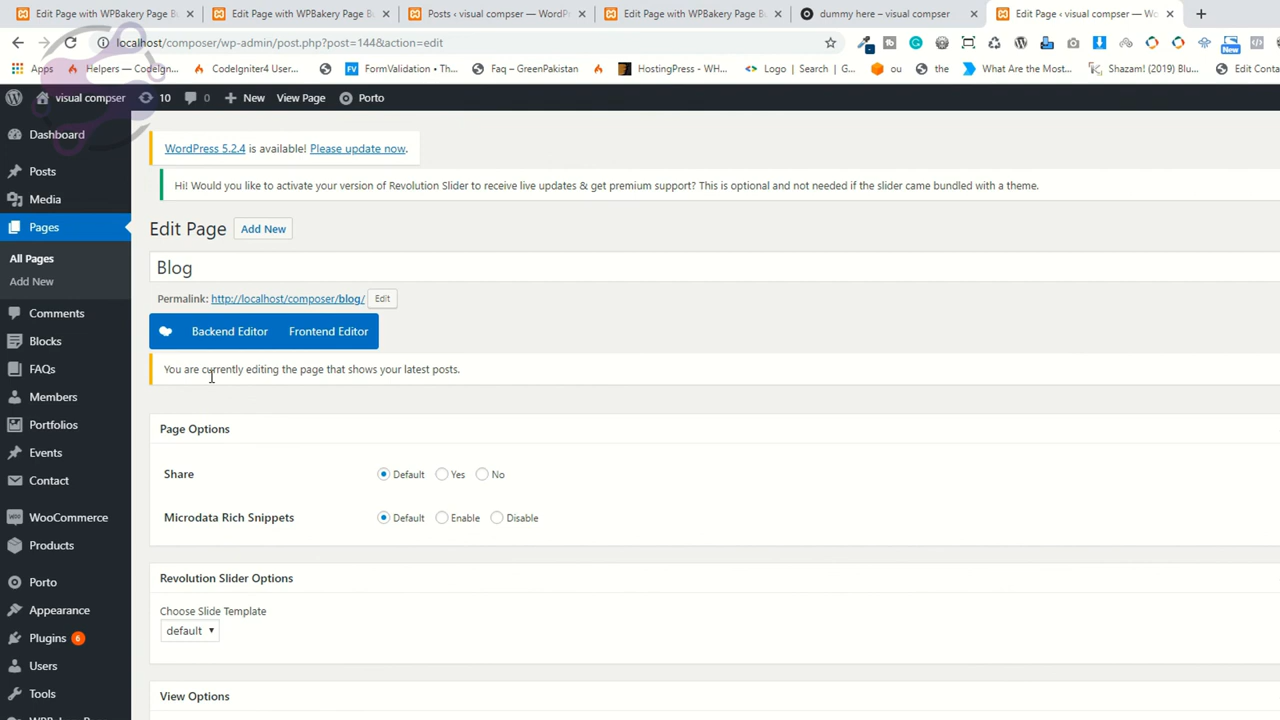 Edit Page with WPBakery Page Bu
Edit Page with WPBakery Page Bu
Posts ‹ visual compser — WordPr
Edit Page with WPBakery Page Bu
dummy here – visual compser
Edit Page ‹ visual compser — Wo
localhost/composer/wp-admin/post.php?post=144&action=edit
New
Apps
Helpers — CodeIgn...
CodeIgniter4 User...
FV
FormValidation • Th...
Faq – GreenPakistan
HostingPress - WH...
Logo | Search | G...
ou
the
What Are the Most...
Shazam! (2019) Blu...
Edit Conta
visual compser
10
0
New
View Page
Porto
Dashboard
Posts
Media
Pages
All Pages
Add New
Comments
Blocks
FAQs
Members
Portfolios
Events
Contact
WooCommerce
Products
Porto
Appearance
Plugins 6
Users
Tools
WordPress 5.2.4 is available! Please update now.
Hi! Would you like to activate your version of Revolution Slider to receive live updates & get premium support? This is optional and not needed if the slider came bundled with a theme.
Edit Page
Add New
Blog
Permalink: http://localhost/composer/blog/ Edit
Backend Editor
Frontend Editor
You are currently editing the page that shows your latest posts.
Page Options
Share
Default
Yes
No
Microdata Rich Snippets
Default
Enable
Disable
Revolution Slider Options
Choose Slide Template
default
View Options